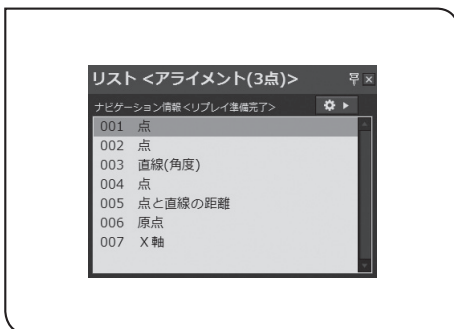 リスト <アライメント(3点)>
ナビゲーション情報<リプレイ準備完了>
001 点
002 点
003 直線(角度)
004 点
005 点と直線の距離
006 原点
007 X軸